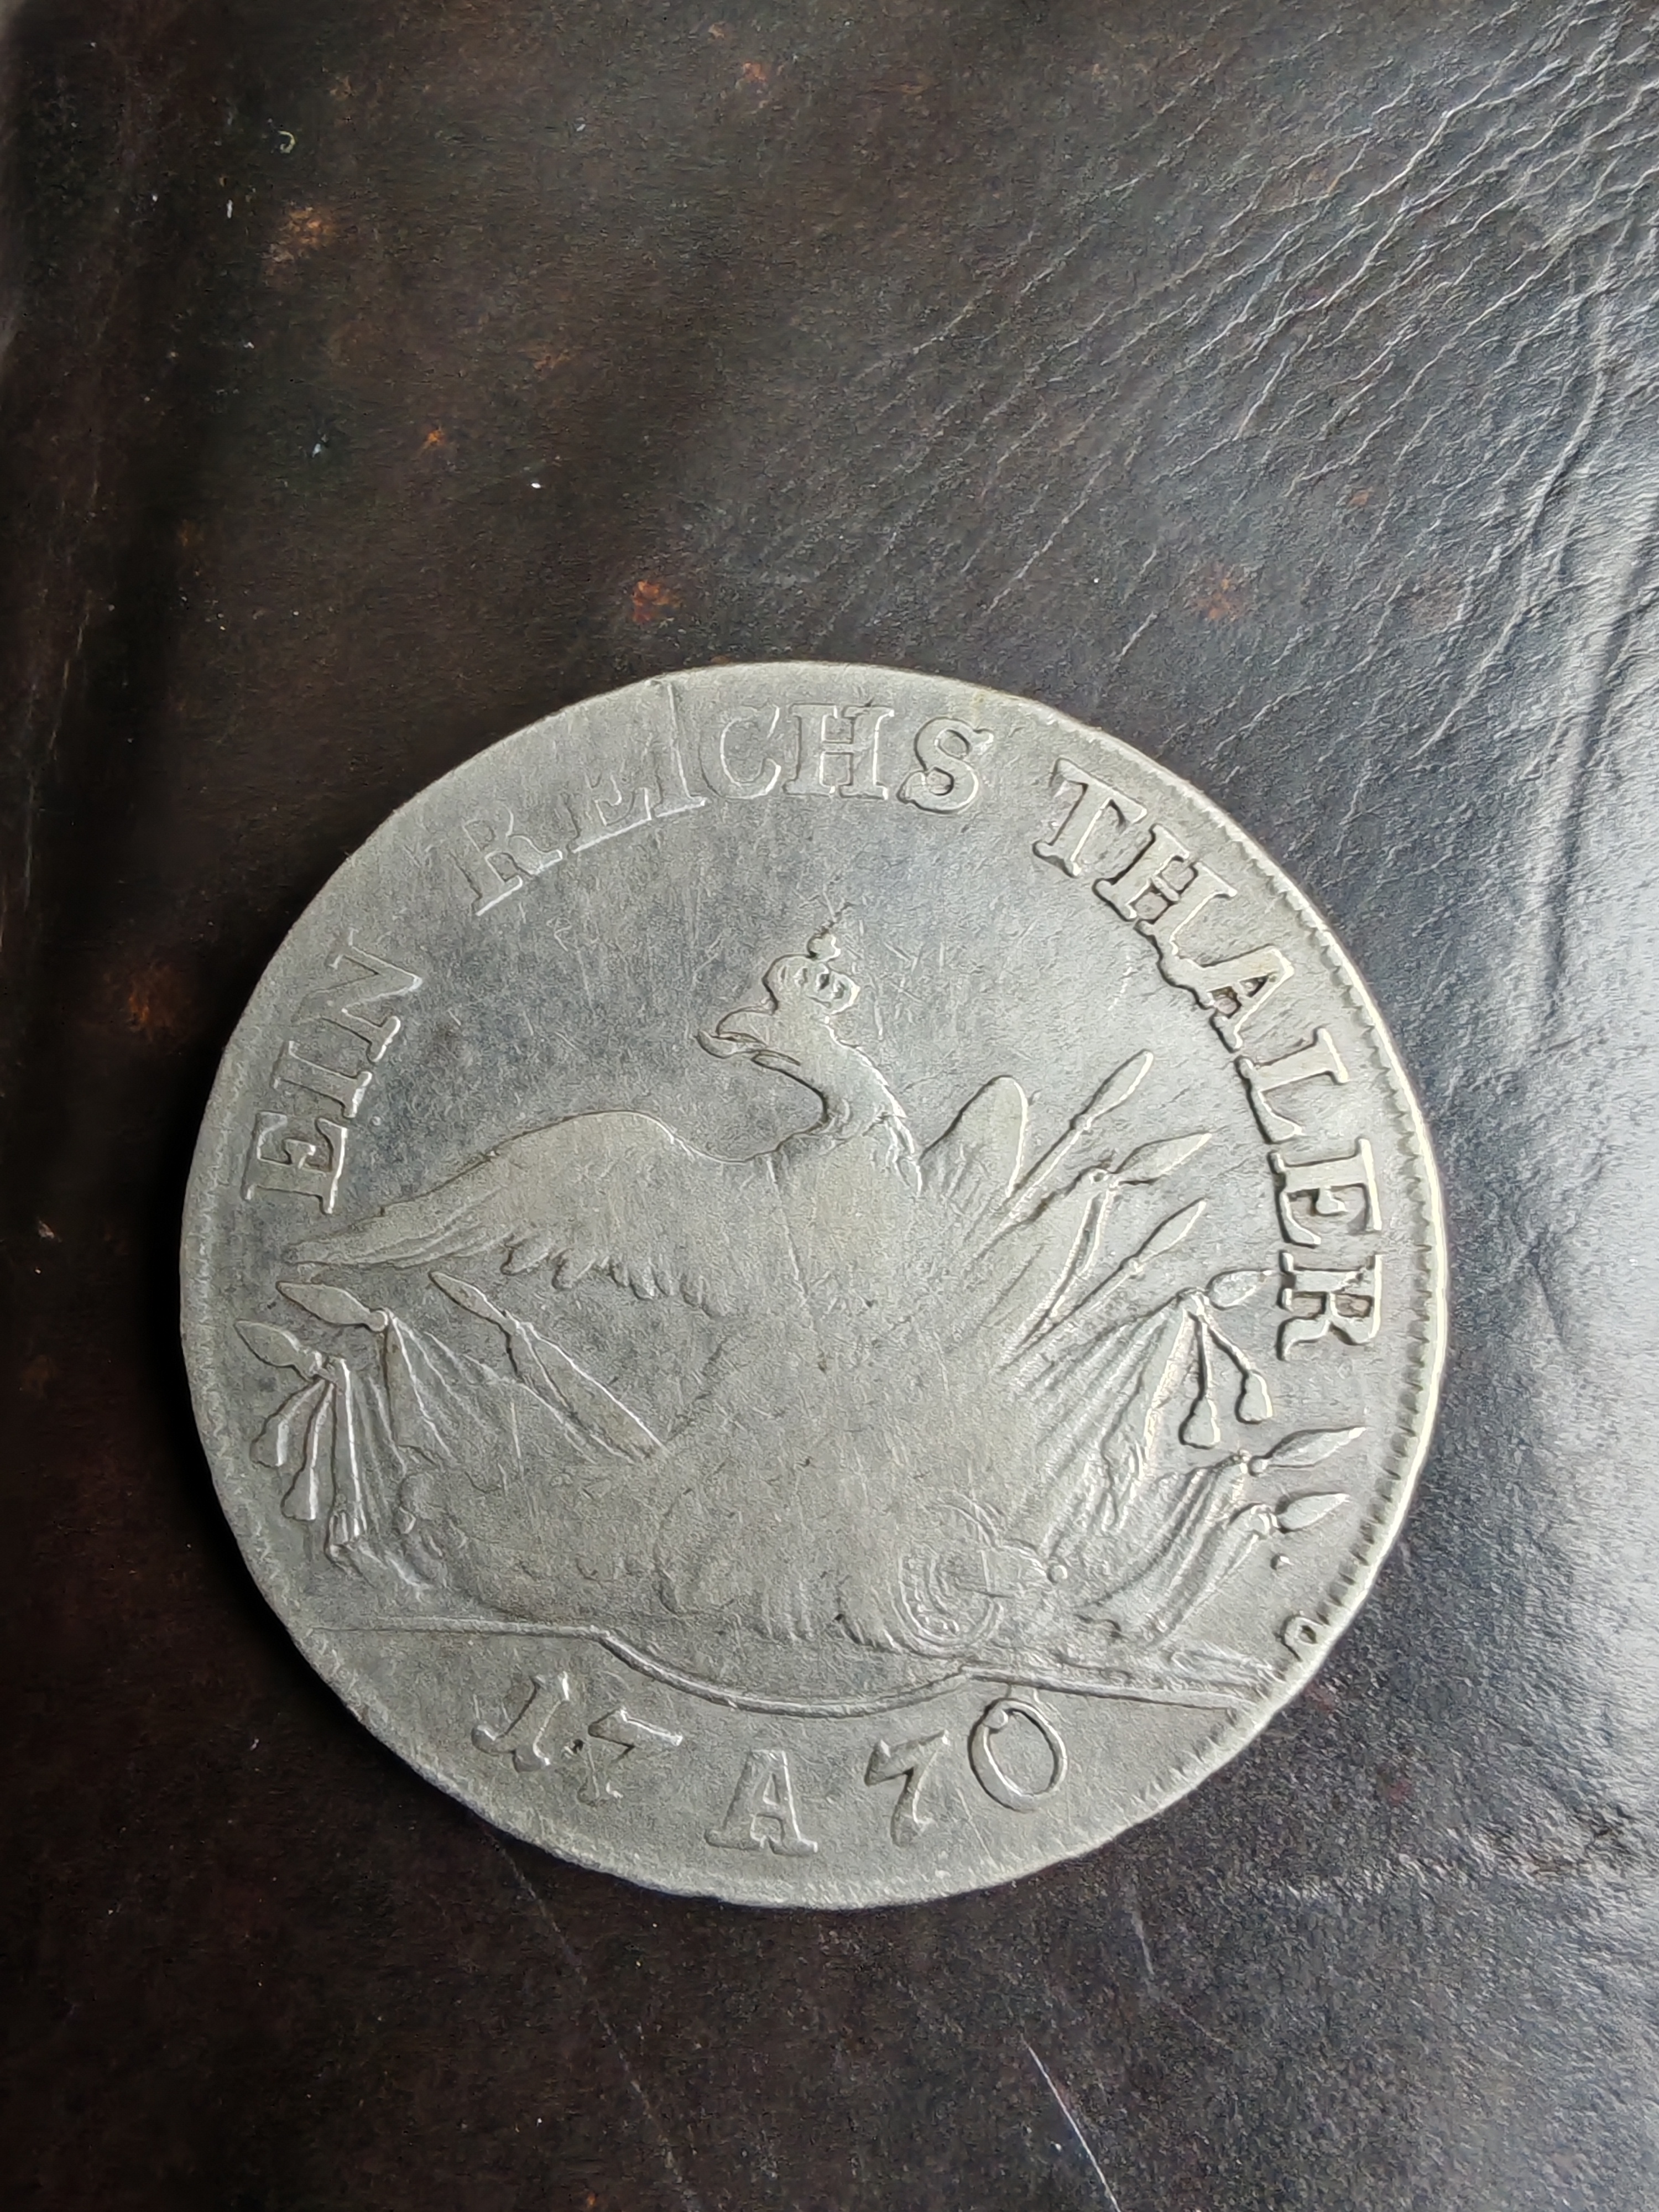 EIN REICHS THALER
17 A 70